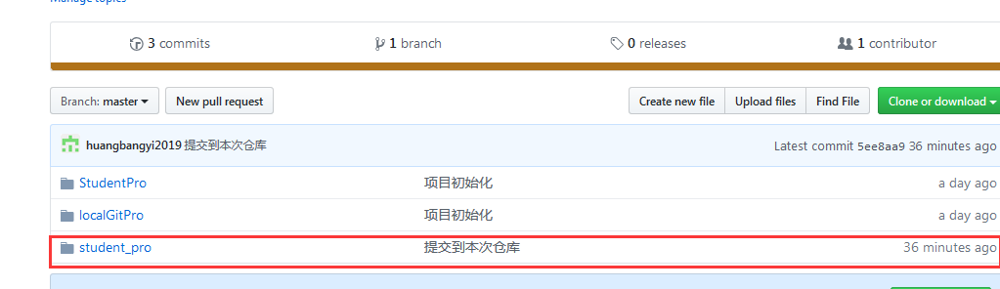 Manage topics
3 commits
1 branch
0 releases
1 contributor
Branch: master
New pull request
Create new file
Upload files
Find File
Clone or download
huangbangyi2019 提交到本次仓库
Latest commit 5ee8aa9 36 minutes ago
StudentPro 项目初始化 a day ago
localGitPro 项目初始化 a day ago
student_pro 提交到本次仓库 36 minutes ago